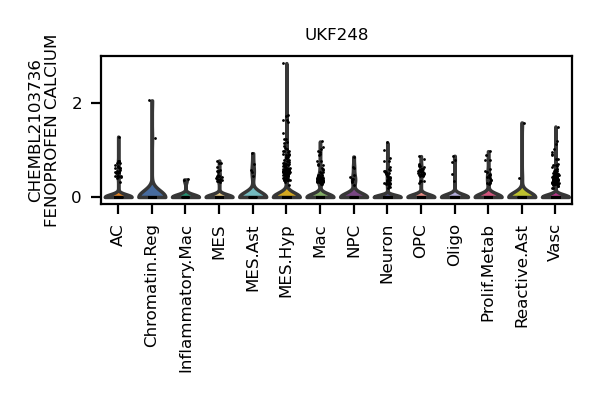 UKF248
CHEMBL2103736
FENOPROFEN CALCIUM
2
0
AC
Chromatin.Reg
Inflammatory.Mac
MES
MES.Ast
MES.Hyp
Mac
NPC
Neuron
OPC
Oligo
Prolif.Metab
Reactive.Ast
Vasc